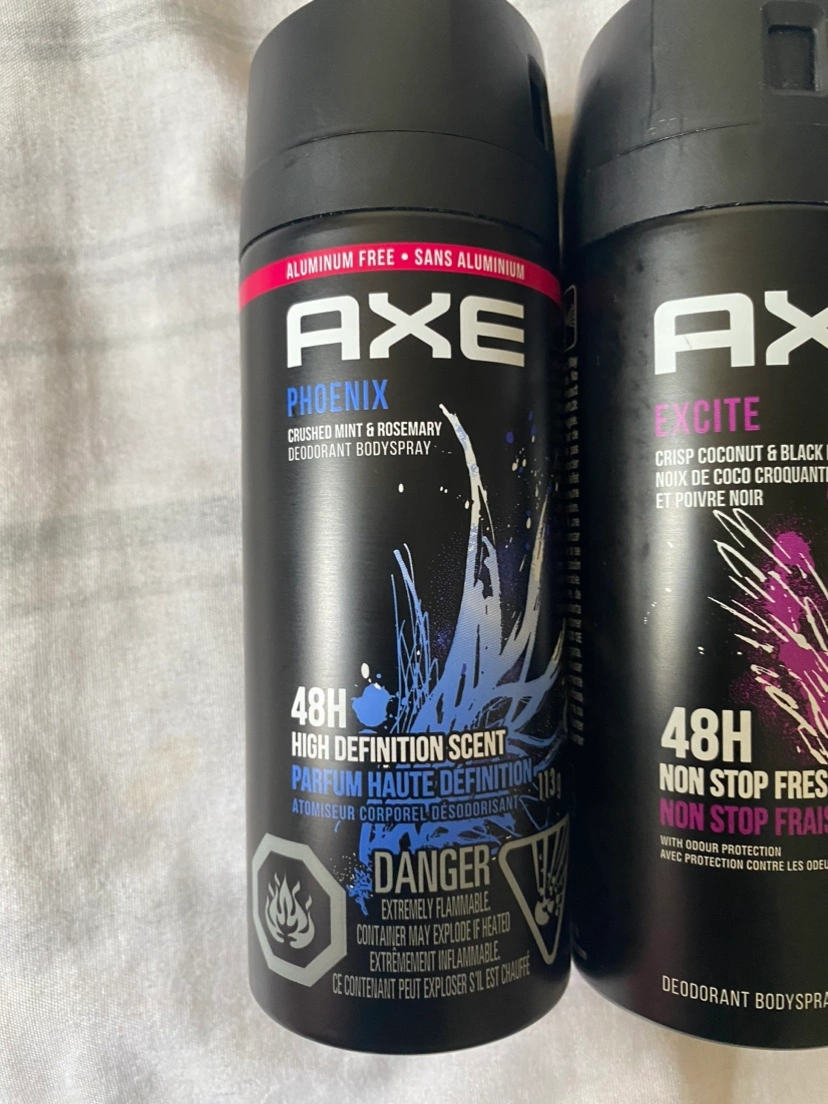 ALUMINUM FREE • SANS ALUMINIUM
AXE
PHOENIX
CRUSHED MINT & ROSEMARY
DEODORANT BODYSPRAY
48H
HIGH DEFINITION SCENT
PARFUM HAUTE DÉFINITION
113g
ATOMISEUR CORPOREL DÉSODORISANT
DANGER
EXTREMELY FLAMMABLE.
CONTAINER MAY EXPLODE IF HEATED
EXTRÊMEMENT INFLAMMABLE.
CE CONTENANT PEUT EXPLOSER S'IL EST CHAUFFÉ
AX
EXCITE
CRISP COCONUT & BLACK
NOIX DE COCO CROQUANT
ET POIVRE NOIR
48H
NON STOP FRES
NON STOP FRAI
WITH ODOUR PROTECTION
AVEC PROTECTION CONTRE LES ODEU
DEODORANT BODYSPRA